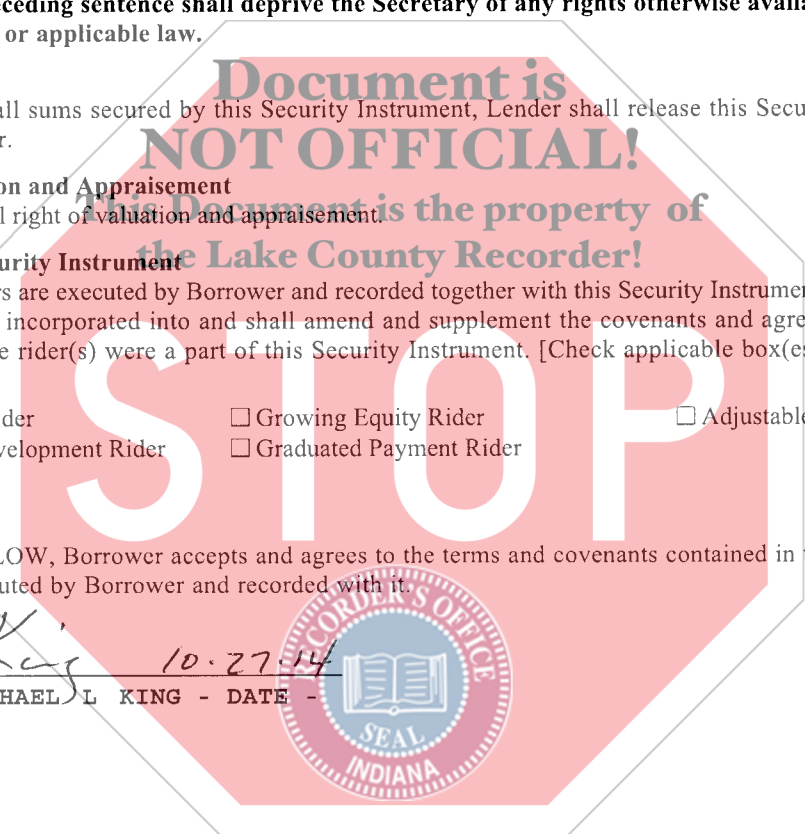 eceding sentence shall deprive the Secretary of any rights otherwise availa
or applicable law.
Document is
all sums secured by this Security Instrument, Lender shall release this Secu
r.
NOT OFFICIAL!
on and Appraisement
This Document is the property of
l right of valuation and appraisement.
the Lake County Recorder!
urity Instrument
rs are executed by Borrower and recorded together with this Security Instrumen
incorporated into and shall amend and supplement the covenants and agre
e rider(s) were a part of this Security Instrument. [Check applicable box(es
STOP
der ☐ Growing Equity Rider ☐ Adjustable
velopment Rider ☐ Graduated Payment Rider
LOW, Borrower accepts and agrees to the terms and covenants contained in t
uted by Borrower and recorded with it.
RECORDER'S OFFICE
10.27.14
HAEL L KING - DATE -
SEAL
INDIANA